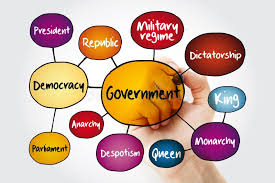 Military
regime
President
Republic
Dictatorship
Democracy
Government
King
Anarchy
Monarchy
Parliament
Despotism
Queen